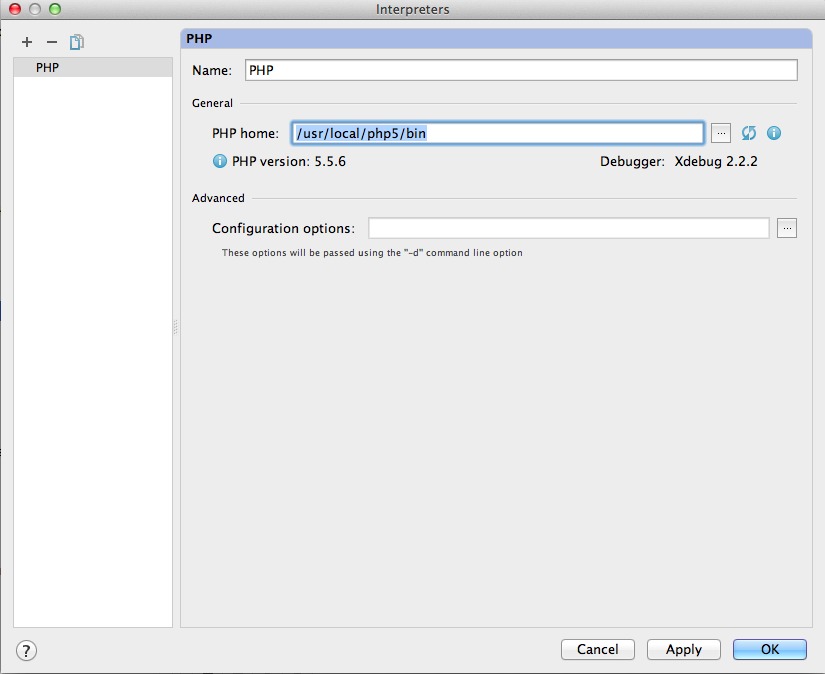 Interpreters
PHP
PHP
Name: PHP
General
PHP home: /usr/local/php5/bin ...
PHP version: 5.5.6 Debugger: Xdebug 2.2.2
Advanced
Configuration options: ...
These options will be passed using the "-d" command line option
? Cancel Apply OK